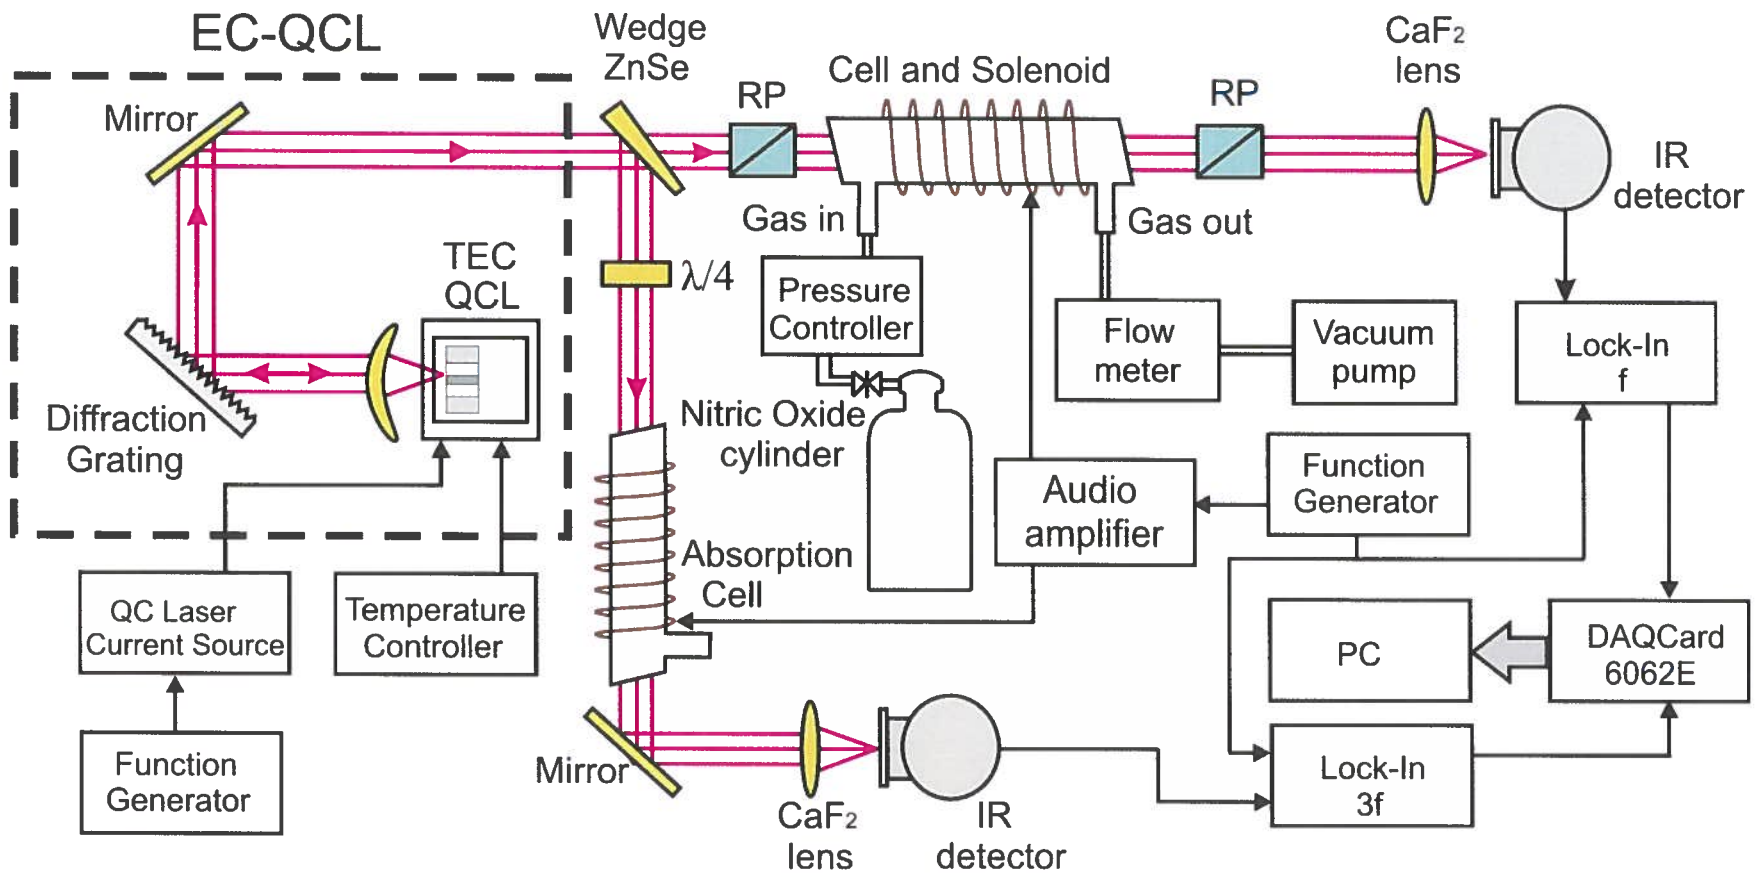 EC-QCL
Wedge
ZnSe
RP
Cell and Solenoid
RP
CaF₂
lens
Mirror
IR
detector
Gas in
Gas out
TEC
QCL
λ/4
Pressure
Controller
Flow
meter
Vacuum
pump
Lock-In
f
Diffraction
Grating
Nitric Oxide
cylinder
Audio
amplifier
Function
Generator
Absorption
Cell
QC Laser
Current Source
Temperature
Controller
PC
DAQCard
6062E
Function
Generator
Mirror
CaF₂
lens
IR
detector
Lock-In
3f